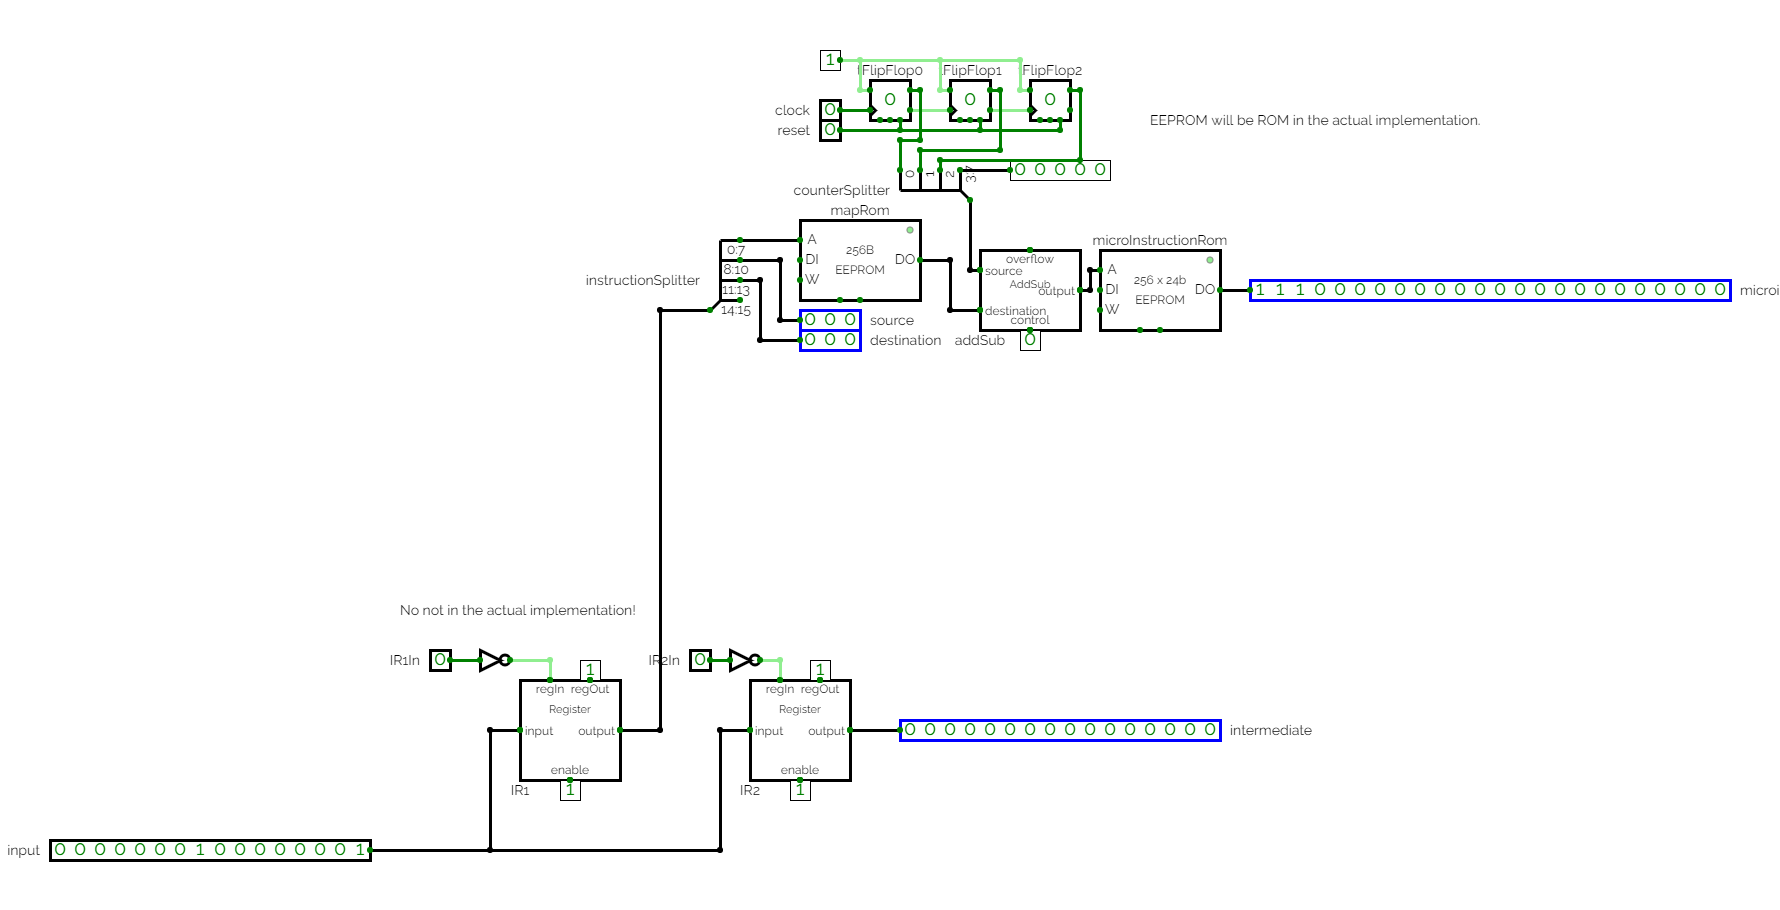 1
FlipFlop0
FlipFlop1
FlipFlop2
0
0
0
clock
0
reset
0
EEPROM will be ROM in the actual implementation.
0
1
2
3:7
0 0 0 0 0
counterSplitter
mapRom
A
DI
W
256B
EEPROM
DO
instructionSplitter
0:7
8:10
11:13
14:15
0 0 0
source
0 0 0
destination
overflow
source
AddSub
output
destination
control
addSub
0
microInstructionRom
A
DI
W
256 x 24b
EEPROM
DO
1 1 1 0 0 0 0 0 0 0 0 0 0 0 0 0 0 0 0 0 0 0 0 0
microi
No not in the actual implementation!
IR1In
0
1
regIn regOut
Register
input output
enable
IR1
1
IR2In
0
1
regIn regOut
Register
input output
enable
IR2
1
0 0 0 0 0 0 0 0 0 0 0 0 0 0 0 0
intermediate
input
0 0 0 0 0 0 0 1 0 0 0 0 0 0 0 1